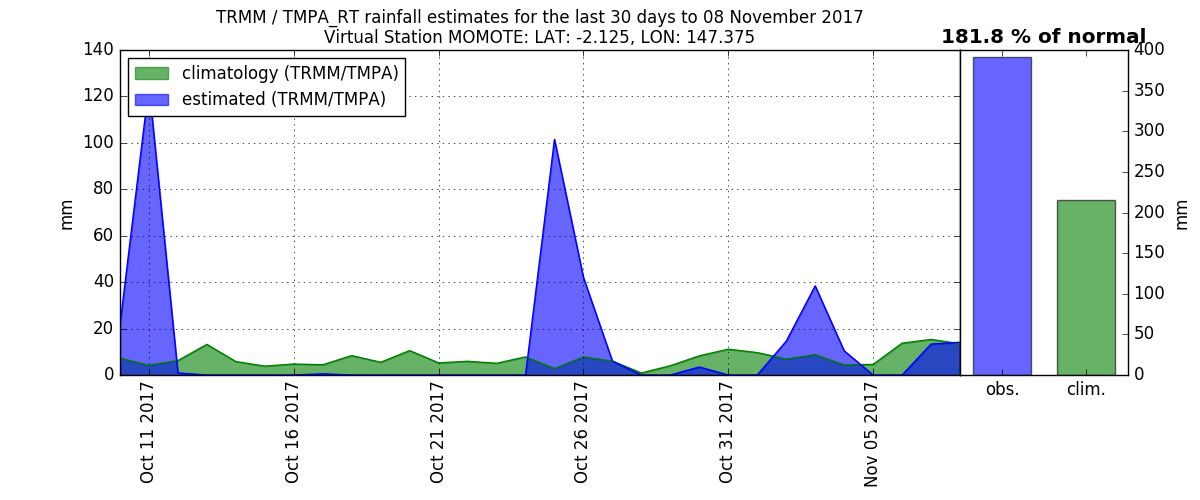 TRMM / TMPA_RT rainfall estimates for the last 30 days to 08 November 2017
Virtual Station MOMOTE: LAT: -2.125, LON: 147.375
181.8 % of normal
climatology (TRMM/TMPA)
estimated (TRMM/TMPA)
140
120
100
80
60
40
20
0
mm
Oct 11 2017
Oct 16 2017
Oct 21 2017
Oct 26 2017
Oct 31 2017
Nov 05 2017
400
350
300
250
200
150
100
50
0
mm
obs.
clim.